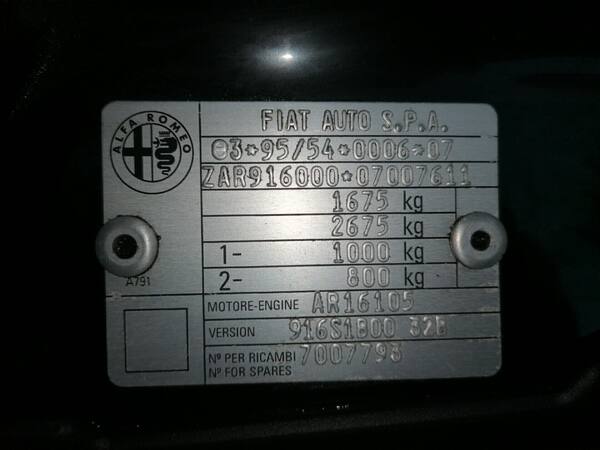 ALFA ROMEO
FIAT AUTO S.P.A.
e3*95/54*0006*07
ZAR916000*07007611
1675 kg
2675 kg
1- 1000 kg
2- 800 kg
A791
MOTORE-ENGINE AR16105
VERSION 916S1B00 32B
Nº PER RICAMBI 7007793
Nº FOR SPARES